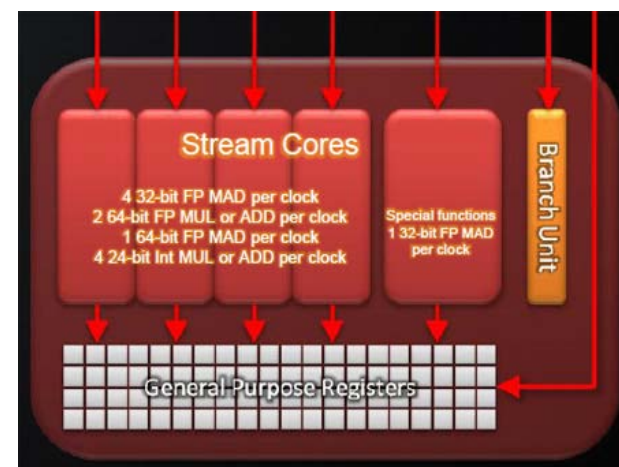 Stream Cores
4 32-bit FP MAD per clock
2 64-bit FP MUL or ADD per clock
1 64-bit FP MAD per clock
4 24-bit Int MUL or ADD per clock
Special functions
1 32-bit FP MAD
per clock
Branch Unit
General Purpose Registers